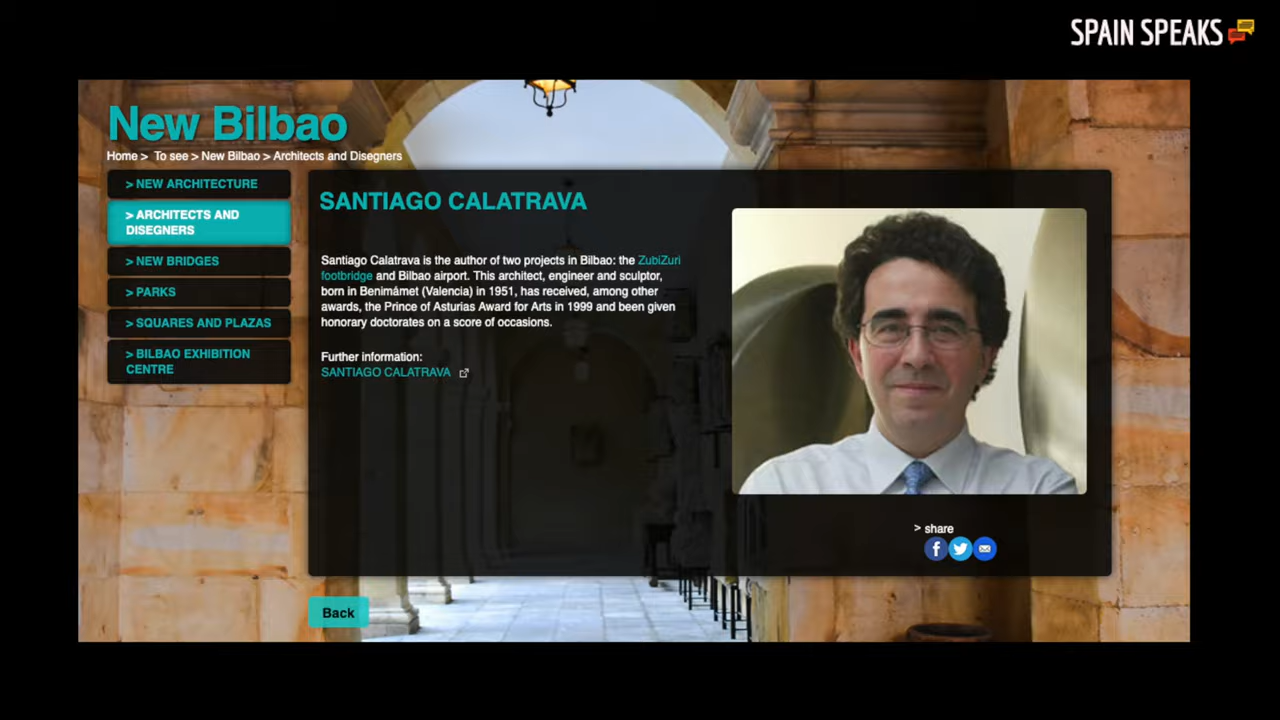 SPAIN SPEAKS
New Bilbao
Home > To see > New Bilbao > Architects and Disegners
> NEW ARCHITECTURE
> ARCHITECTS AND
DISEGNERS
> NEW BRIDGES
> PARKS
> SQUARES AND PLAZAS
> BILBAO EXHIBITION
CENTRE
SANTIAGO CALATRAVA
Santiago Calatrava is the author of two projects in Bilbao: the ZubiZuri
footbridge and Bilbao airport. This architect, engineer and sculptor,
born in Benimámet (Valencia) in 1951, has received, among other
awards, the Prince of Asturias Award for Arts in 1999 and been given
honorary doctorates on a score of occasions.
Further information:
SANTIAGO CALATRAVA
> share
Back